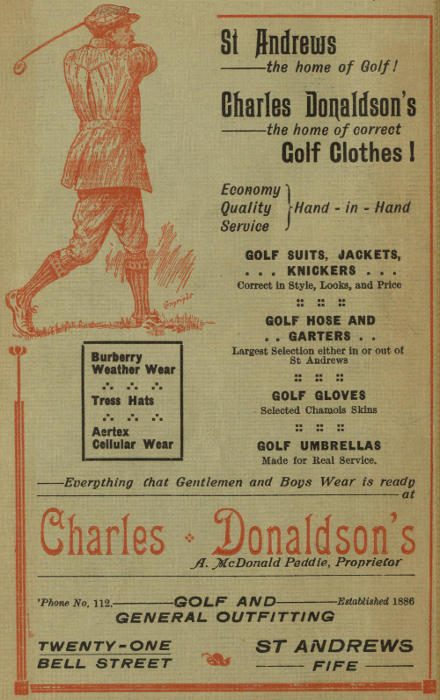 St Andrews
the home of Golf!
Charles Donaldson's
the home of correct
Golf Clothes!
Economy
Quality
Service
Hand - in - Hand
GOLF SUITS, JACKETS,
. . . KNICKERS . . .
Correct in Style, Looks, and Price
GOLF HOSE AND
. . GARTERS . .
Largest Selection either in or out of
St Andrews
GOLF GLOVES
Selected Chamois Skins
GOLF UMBRELLAS
Made for Real Service.
Copyright
Burberry
Weather Wear
Tress Hats
Aertex
Cellular Wear
Everything that Gentlemen and Boys Wear is ready
at
Charles Donaldson's
A. McDonald Peddie, Proprietor
'Phone No, 112. GOLF AND Established 1886
GENERAL OUTFITTING
TWENTY-ONE
BELL STREET
ST ANDREWS
FIFE